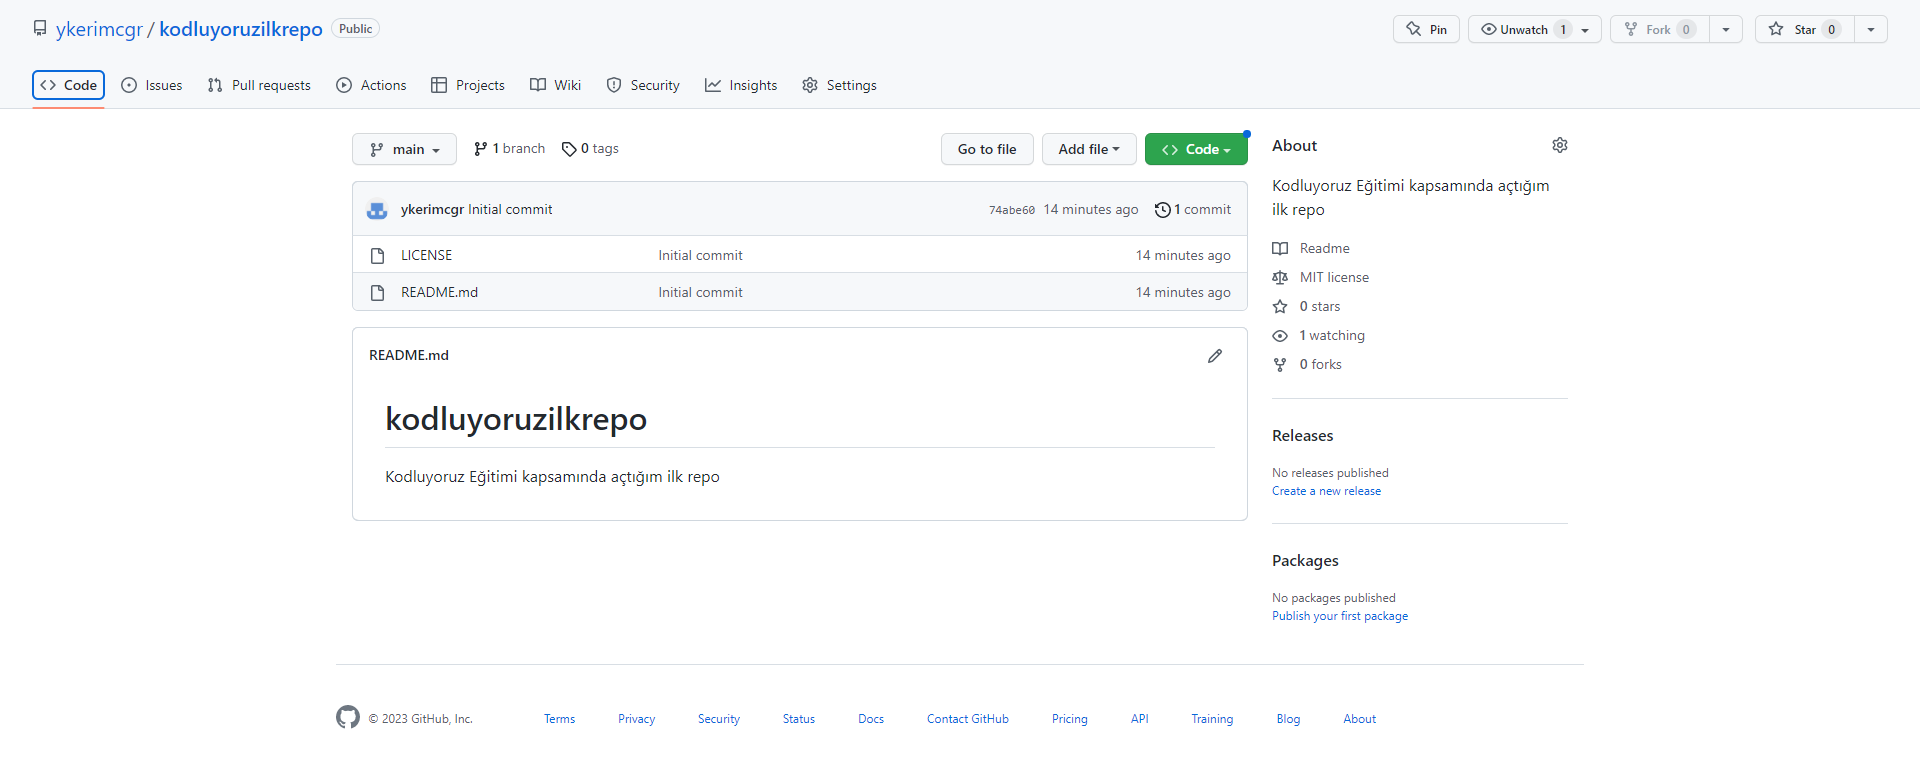 ykerimcgr / kodluyoruzilkrepo Public
Pin
Unwatch 1
Fork 0
Star 0
Code
Issues
Pull requests
Actions
Projects
Wiki
Security
Insights
Settings
main
1 branch
0 tags
Go to file
Add file
Code
ykerimcgr Initial commit
74abe60 14 minutes ago
1 commit
LICENSE Initial commit 14 minutes ago
README.md Initial commit 14 minutes ago
README.md
kodluyoruzilkrepo
Kodluyoruz Eğitimi kapsamında açtığım ilk repo
About
Kodluyoruz Eğitimi kapsamında açtığım
ilk repo
Readme
MIT license
0 stars
1 watching
0 forks
Releases
No releases published
Create a new release
Packages
No packages published
Publish your first package
© 2023 GitHub, Inc.
Terms
Privacy
Security
Status
Docs
Contact GitHub
Pricing
API
Training
Blog
About